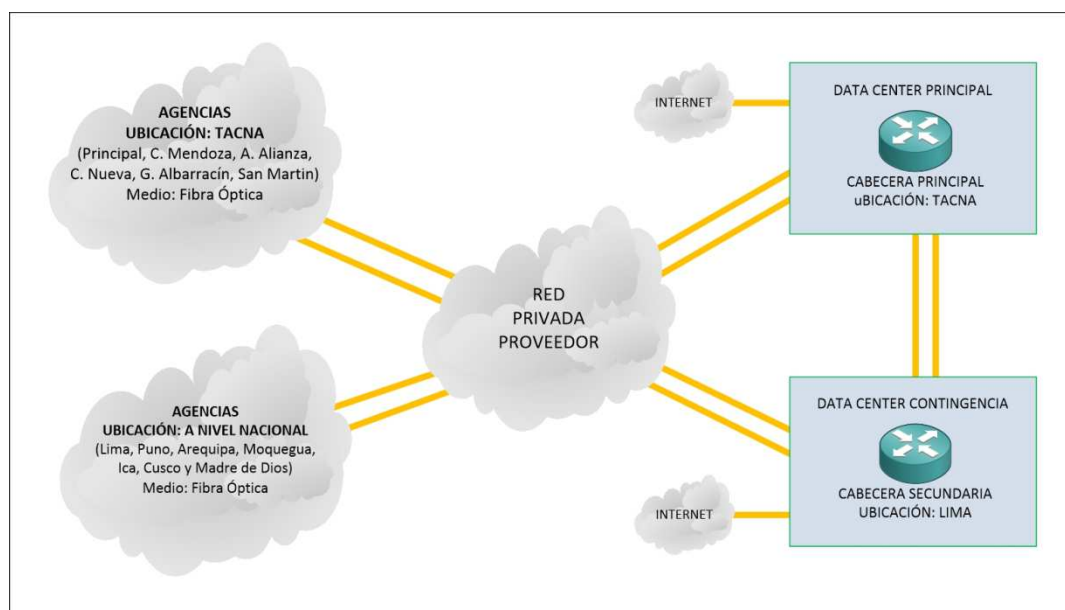 AGENCIAS
UBICACIÓN: TACNA
(Principal, C. Mendoza, A. Alianza,
C. Nueva, G. Albarracín, San Martin)
Medio: Fibra Óptica
AGENCIAS
UBICACIÓN: A NIVEL NACIONAL
(Lima, Puno, Arequipa, Moquegua,
Ica, Cusco y Madre de Dios)
Medio: Fibra Óptica
RED
PRIVADA
PROVEEDOR
INTERNET
DATA CENTER PRINCIPAL
CABECERA PRINCIPAL
uBICACIÓN: TACNA
DATA CENTER CONTINGENCIA
CABECERA SECUNDARIA
UBICACIÓN: LIMA
INTERNET